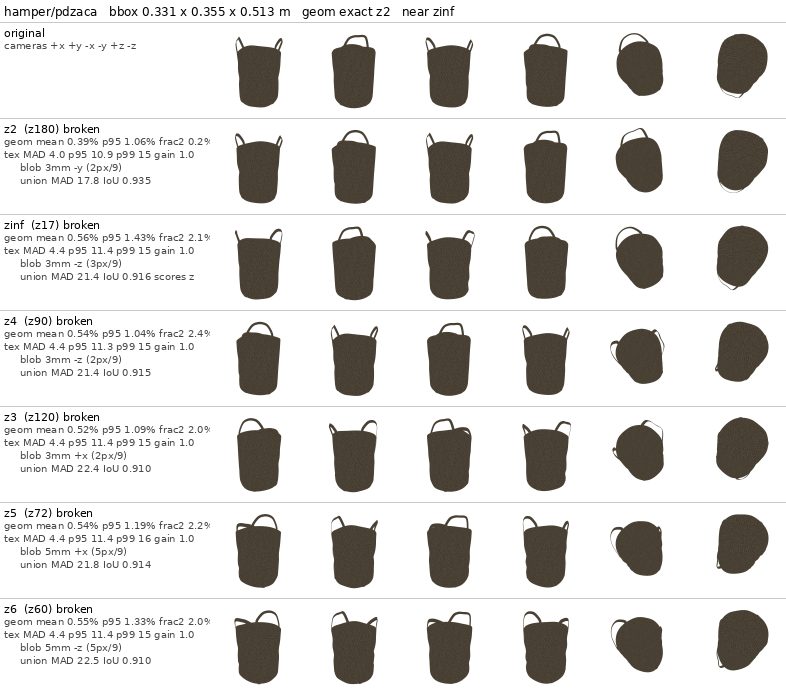 hamper/pdzaca bbox 0.331 x 0.355 x 0.513 m geom exact z2 near zinf
original
cameras +x +y -x -y +z -z
z2 (z180) broken
geom mean 0.39% p95 1.06% frac2 0.2%
tex MAD 4.0 p95 10.9 p99 15 gain 1.0
blob 3mm -y (2px/9)
union MAD 17.8 IoU 0.935
zinf (z17) broken
geom mean 0.56% p95 1.43% frac2 2.1%
tex MAD 4.4 p95 11.4 p99 15 gain 1.0
blob 3mm -z (3px/9)
union MAD 21.4 IoU 0.916 scores z
z4 (z90) broken
geom mean 0.54% p95 1.04% frac2 2.4%
tex MAD 4.4 p95 11.3 p99 15 gain 1.0
blob 3mm -z (2px/9)
union MAD 21.4 IoU 0.915
z3 (z120) broken
geom mean 0.52% p95 1.09% frac2 2.0%
tex MAD 4.4 p95 11.4 p99 15 gain 1.0
blob 3mm +x (2px/9)
union MAD 22.4 IoU 0.910
z5 (z72) broken
geom mean 0.54% p95 1.19% frac2 2.2%
tex MAD 4.4 p95 11.4 p99 16 gain 1.0
blob 5mm +x (5px/9)
union MAD 21.8 IoU 0.914
z6 (z60) broken
geom mean 0.55% p95 1.33% frac2 2.0%
tex MAD 4.4 p95 11.4 p99 15 gain 1.0
blob 5mm -z (5px/9)
union MAD 22.5 IoU 0.910